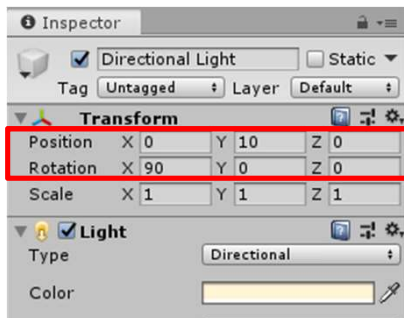 Inspector
Directional Light Static
Tag Untagged Layer Default
Transform
Position X 0 Y 10 Z 0
Rotation X 90 Y 0 Z 0
Scale X 1 Y 1 Z 1
Light
Type Directional
Color